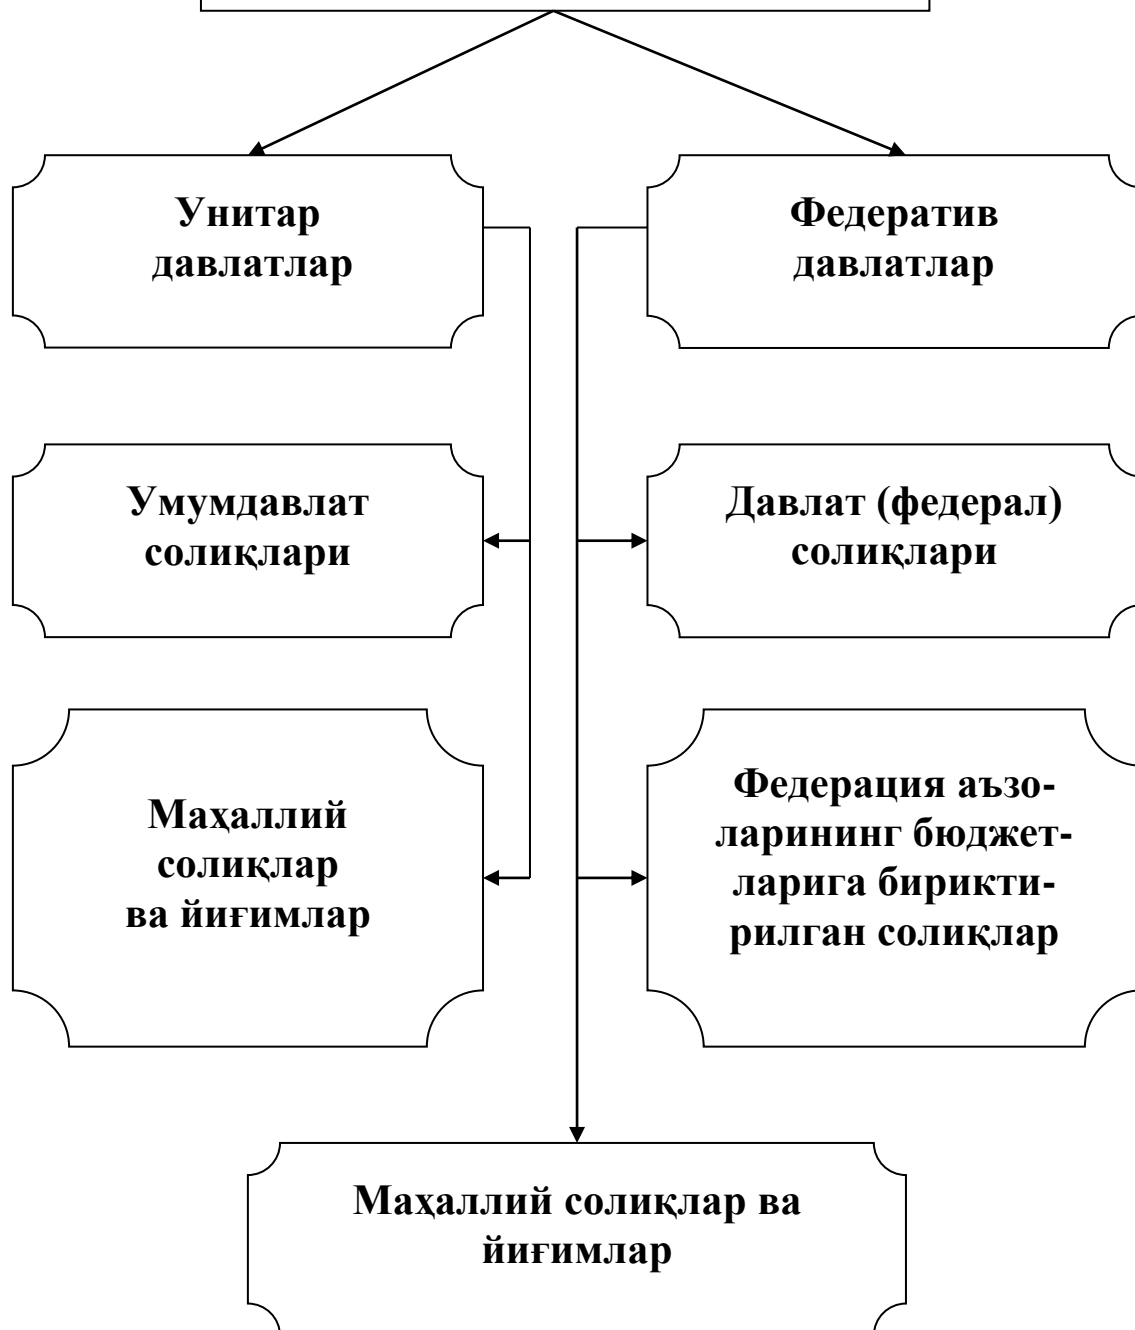 Унитар
давлатлар
Федератив
давлатлар
Умумдавлат
солиқлари
Давлат (федерал)
солиқлари
Маҳаллий
солиқлар
ва йиғимлар
Федерация аъзо-
ларининг бюджет-
ларига бирикти-
рилган солиқлар
Маҳаллий солиқлар ва
йиғимлар